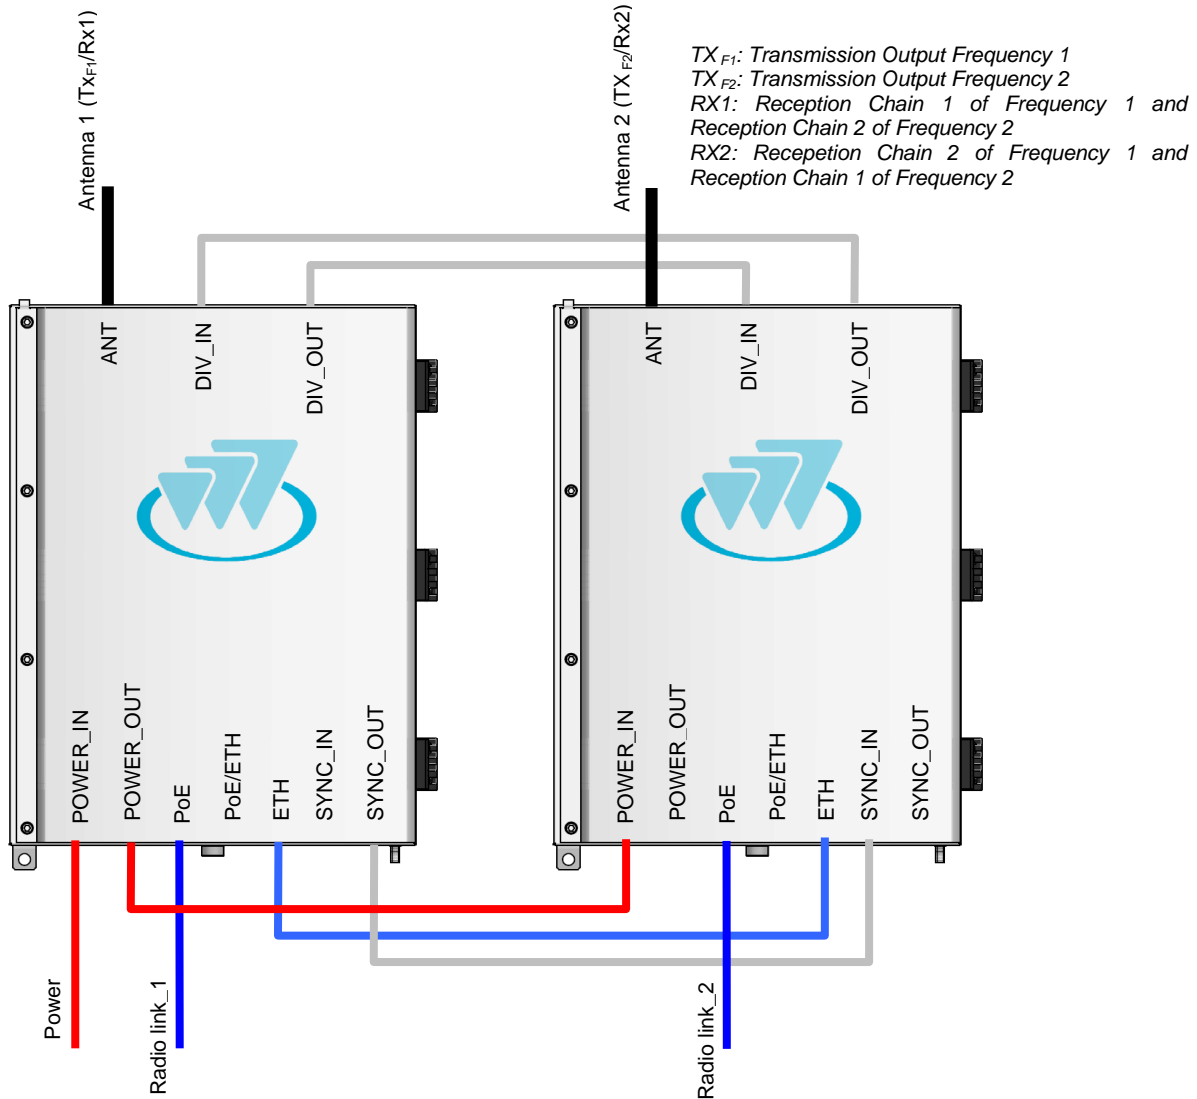 Antenna 1 (TxF1/Rx1)
Antenna 2 (TX F2/Rx2)
TX F1: Transmission Output Frequency 1
TX F2: Transmission Output Frequency 2
RX1: Reception Chain 1 of Frequency 1 and
Reception Chain 2 of Frequency 2
RX2: Recepetion Chain 2 of Frequency 1 and
Reception Chain 1 of Frequency 2
ANT
DIV_IN
DIV_OUT
ANT
DIV_IN
DIV_OUT
POWER_IN
POWER_OUT
PoE
PoE/ETH
ETH
SYNC_IN
SYNC_OUT
POWER_IN
POWER_OUT
PoE
PoE/ETH
ETH
SYNC_IN
SYNC_OUT
Power
Radio link_1
Radio link_2